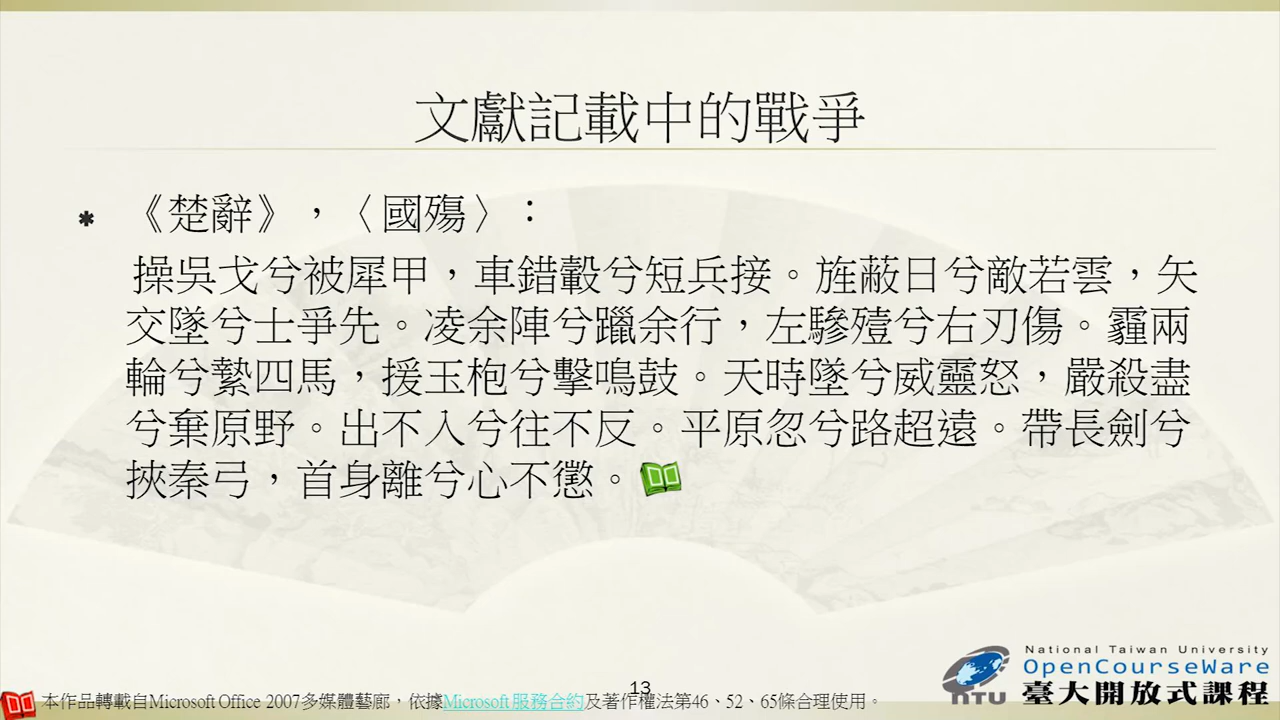 文獻記載中的戰爭
《楚辭》，〈國殤〉：
操吳戈兮被犀甲，車錯轂兮短兵接。旌蔽日兮敵若雲，矢
交墜兮士爭先。凌余陣兮躐余行，左驂殪兮右刃傷。霾兩
輪兮縶四馬，援玉枹兮擊鳴鼓。天時墜兮威靈怒，嚴殺盡
兮棄原野。出不入兮往不反。平原忽兮路超遠。帶長劍兮
挾秦弓，首身離兮心不懲。
13
本作品轉載自Microsoft Office 2007多媒體藝廊，依據Microsoft服務合約及著作權法第46、52、65條合理使用。
National Taiwan University
OpenCourseWare
NTU 臺大開放式課程